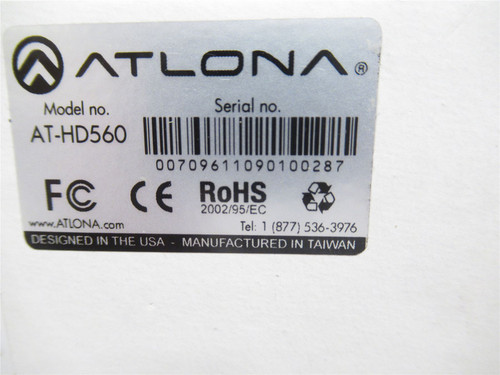 ATLONA®
Model no. Serial no.
AT-HD560
00709611090100287
FC CE RoHS
2002/95/EC
www.ATLONA.com Tel: 1 (877) 536-3976
DESIGNED IN THE USA - MANUFACTURED IN TAIWAN